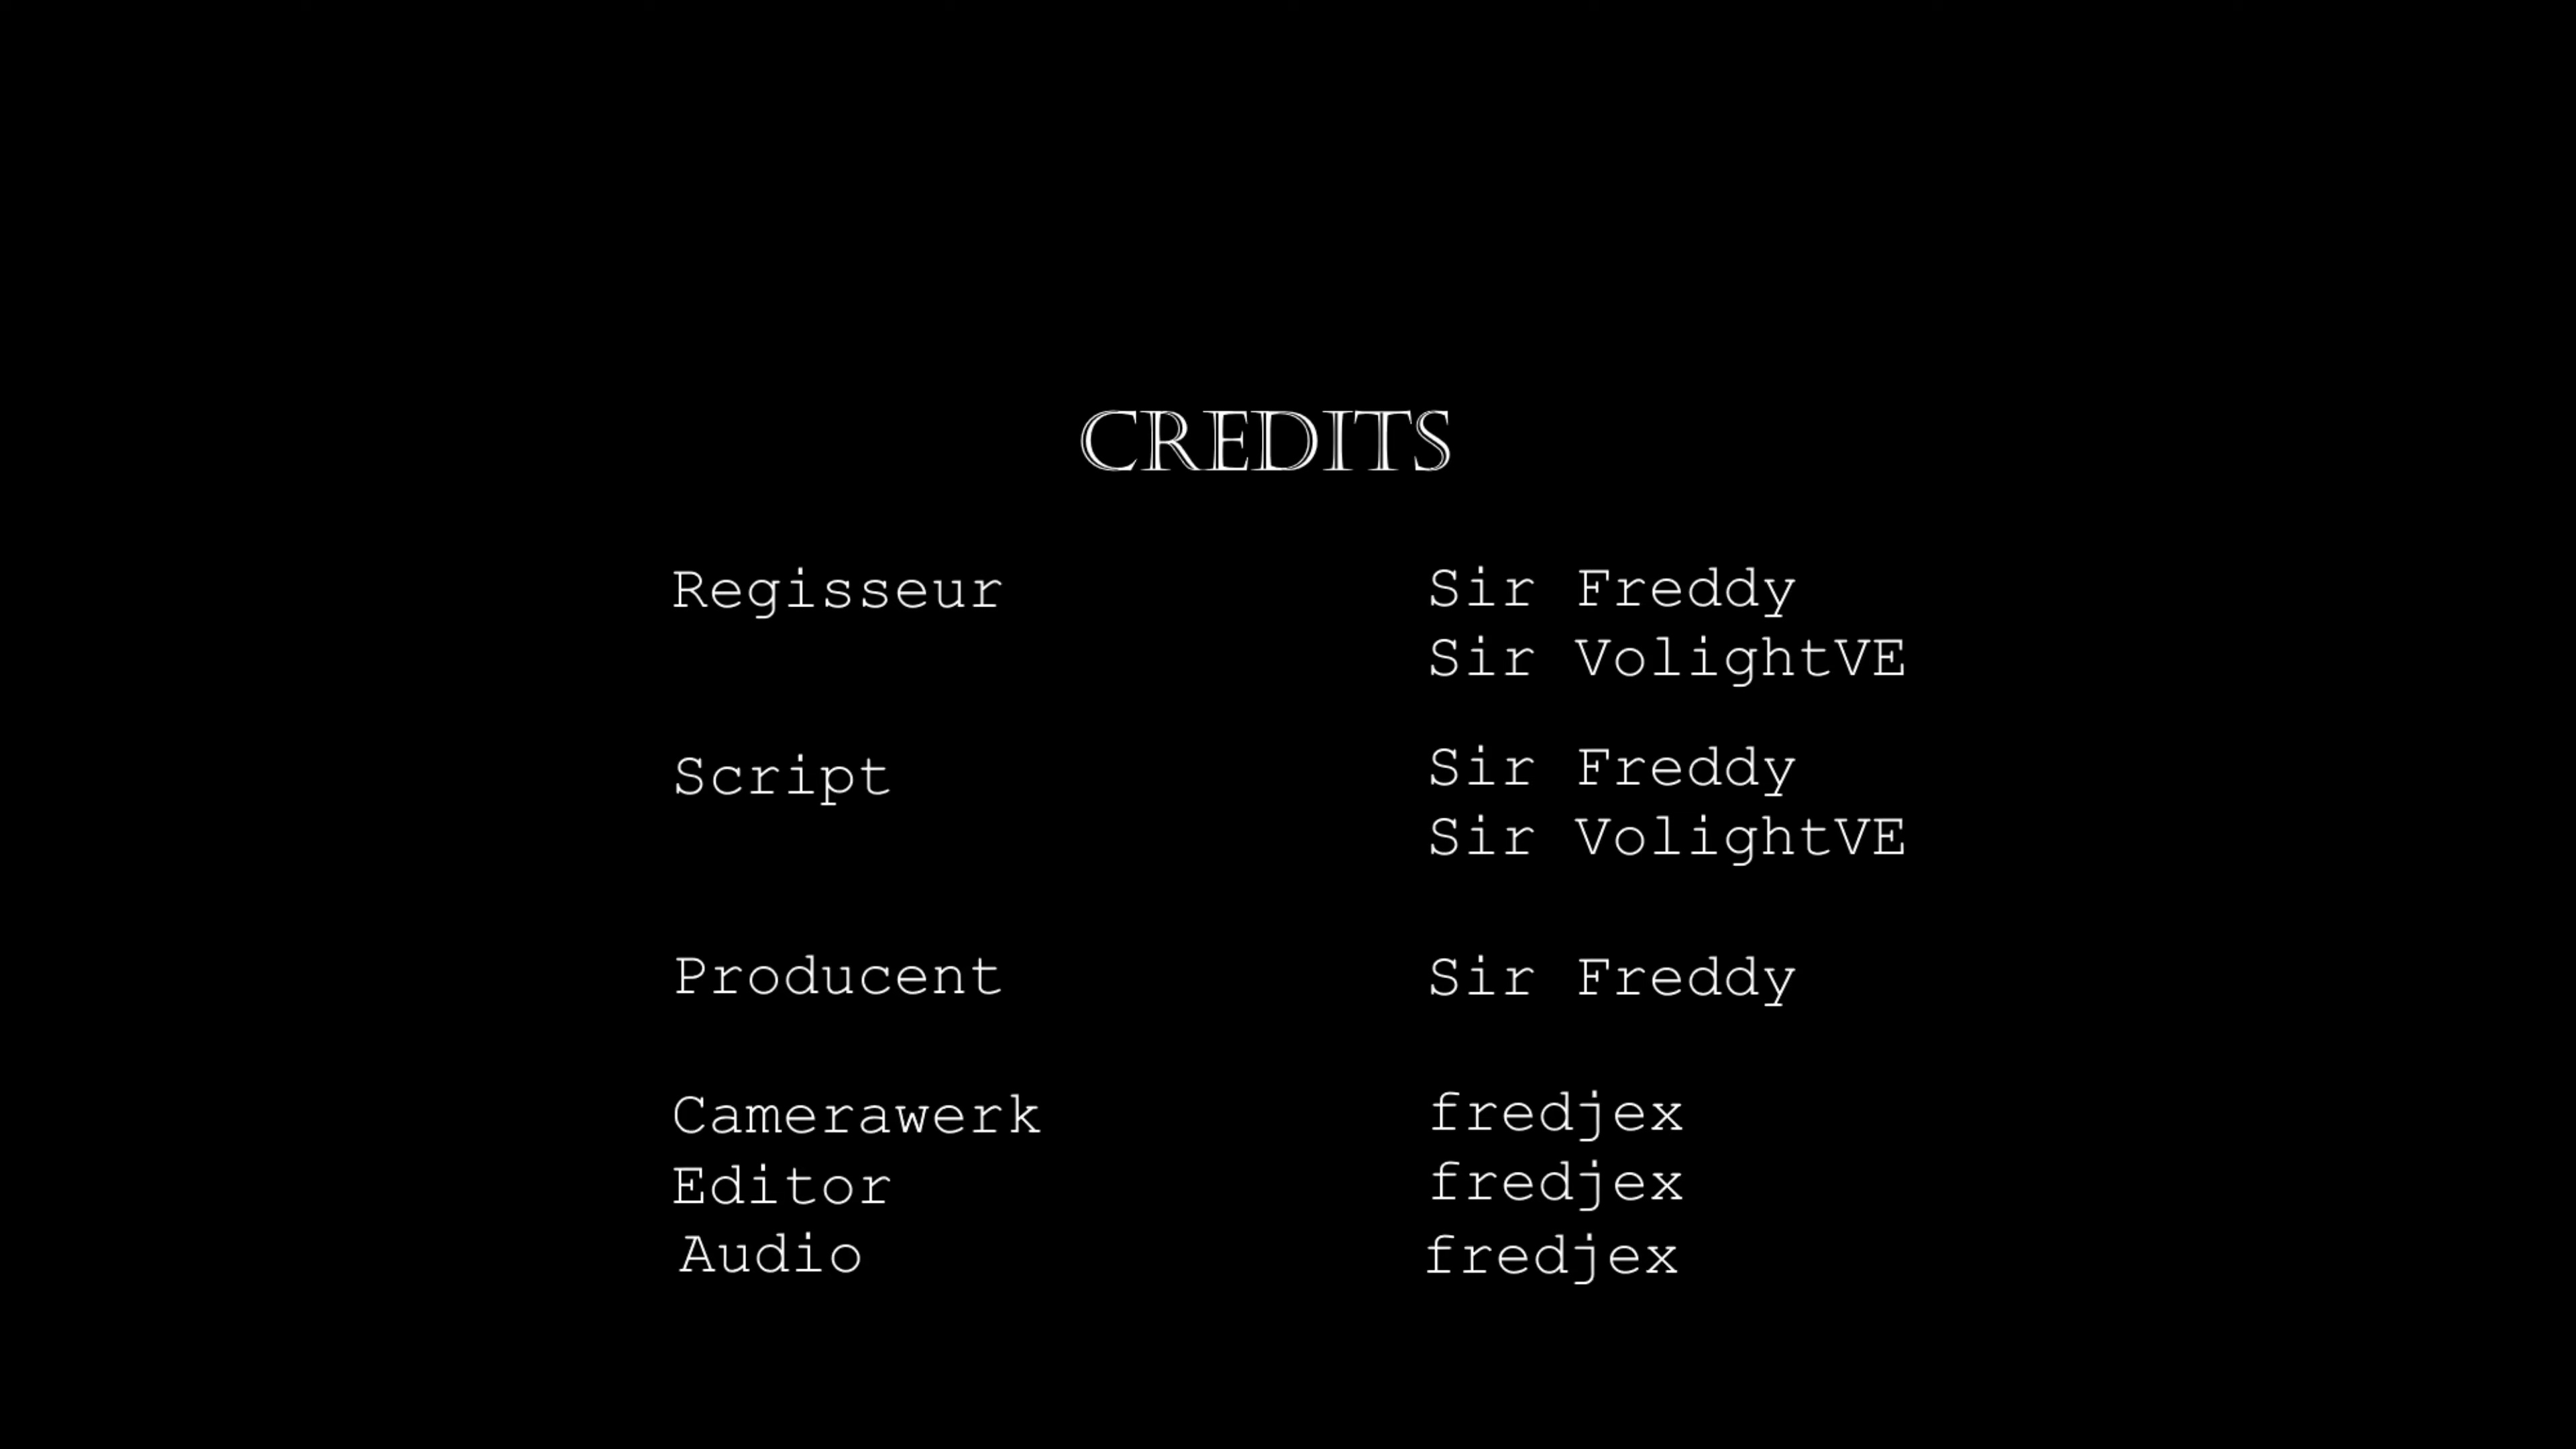 CREDITS
Regisseur Sir Freddy
Sir VolightVE
Script Sir Freddy
Sir VolightVE
Producent Sir Freddy
Camerawerk fredjex
Editor fredjex
Audio fredjex